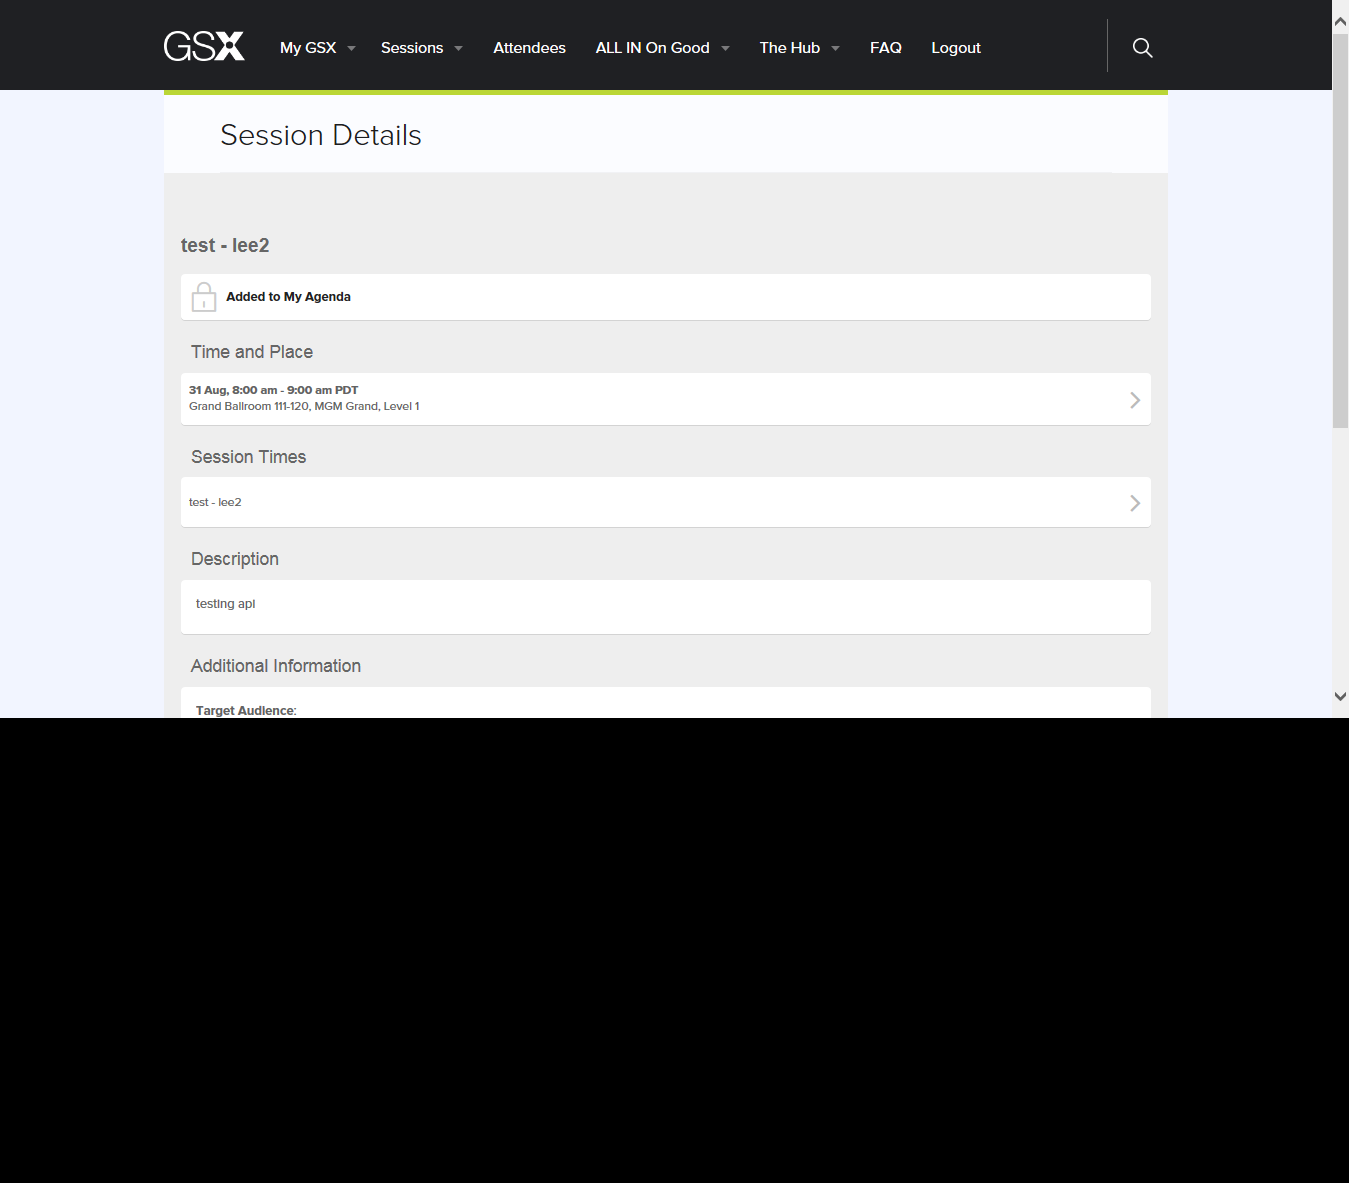 GSX My GSX Sessions Attendees ALL IN On Good The Hub FAQ Logout
Session Details
test - lee2
Added to My Agenda
Time and Place
31 Aug, 8:00 am - 9:00 am PDT
Grand Ballroom 111-120, MGM Grand, Level 1
Session Times
test - lee2
Description
testing api
Additional Information
Target Audience: